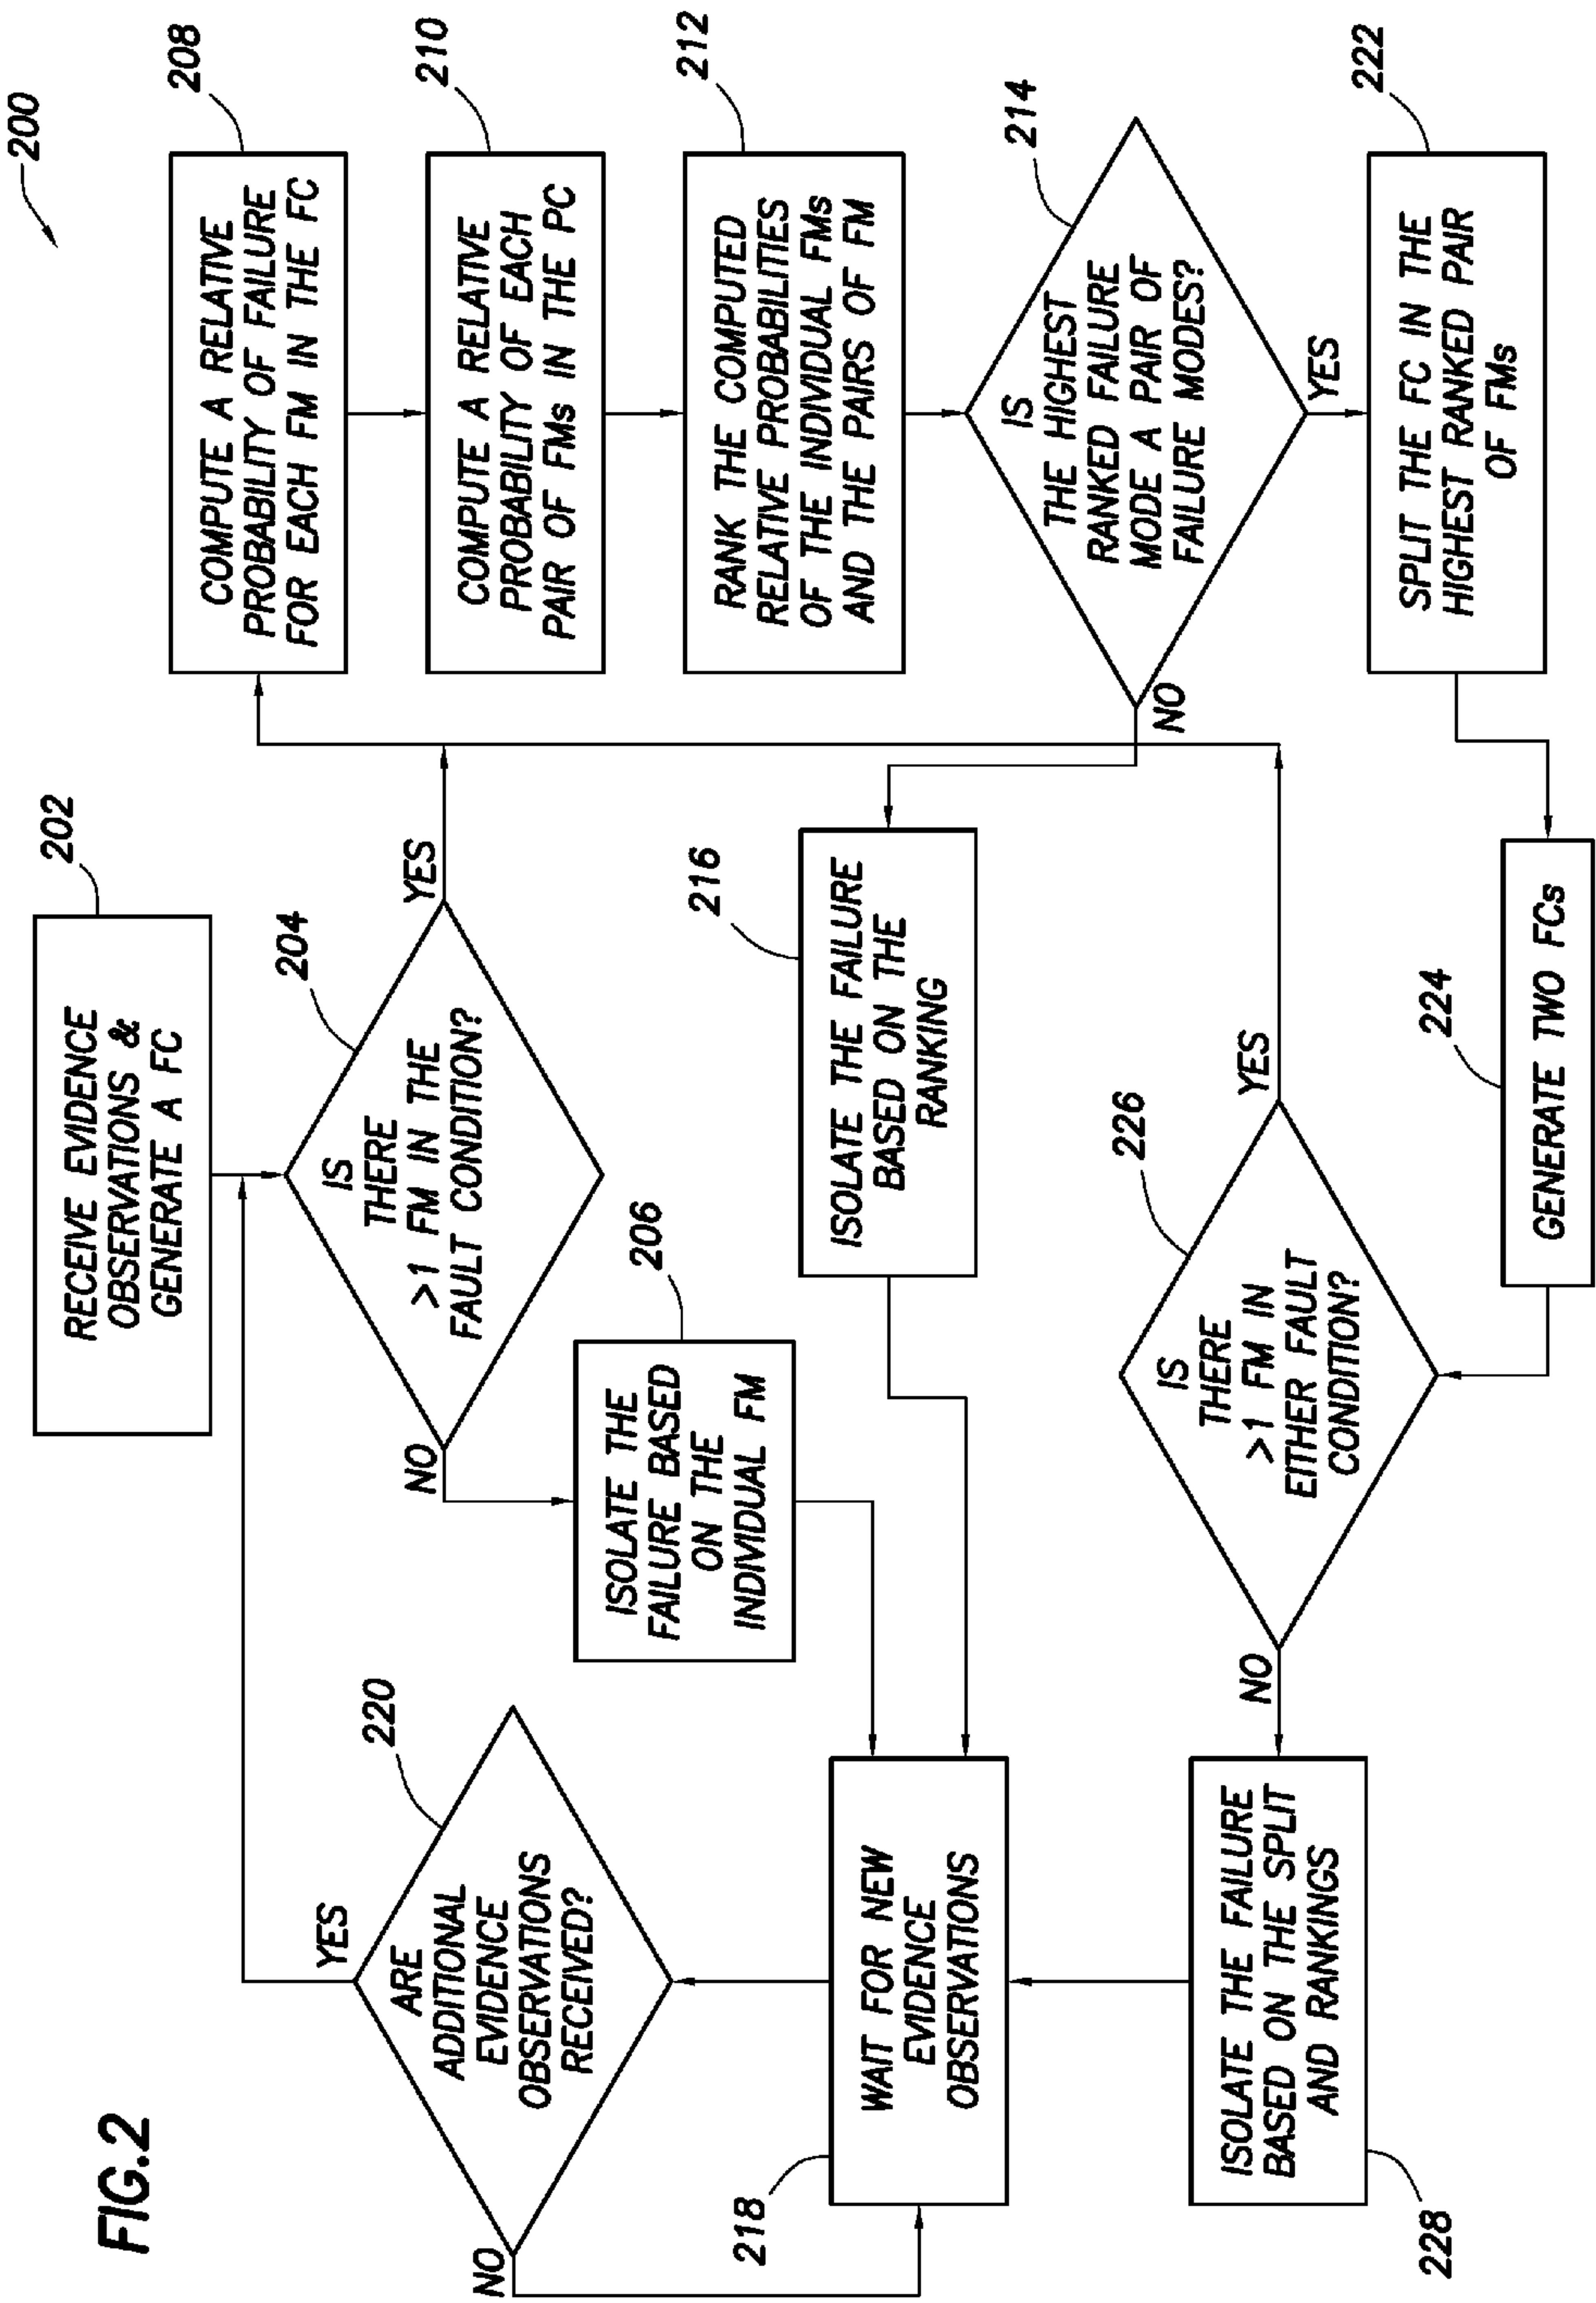 FIG.2
200
202
RECEIVE EVIDENCE
OBSERVATIONS &
GENERATE A FC
204
IS
THERE
>1 FM IN THE
FAULT CONDITION?
YES
NO
206
ISOLATE THE
FAILURE BASED
ON THE
INDIVIDUAL FM
208
COMPUTE A RELATIVE
PROBABILITY OF FAILURE
FOR EACH FM IN THE FC
210
COMPUTE A RELATIVE
PROBABILITY OF EACH
PAIR OF FMs IN THE PC
212
RANK THE COMPUTED
RELATIVE PROBABILITIES
OF THE INDIVIDUAL FMs
AND THE PAIRS OF FM
214
IS
THE HIGHEST
RANKED FAILURE
MODE A PAIR OF
FAILURE MODES?
NO
YES
216
ISOLATE THE FAILURE
BASED ON THE
RANKING
218
WAIT FOR NEW
EVIDENCE
OBSERVATIONS
220
ARE
ADDITIONAL
EVIDENCE
OBSERVATIONS
RECEIVED?
YES
NO
222
SPLIT THE FC IN THE
HIGHEST RANKED PAIR
OF FMs
224
GENERATE TWO FCs
226
IS
THERE
>1 FM IN
EITHER FAULT
CONDITION?
YES
NO
228
ISOLATE THE FAILURE
BASED ON THE SPLIT
AND RANKINGS